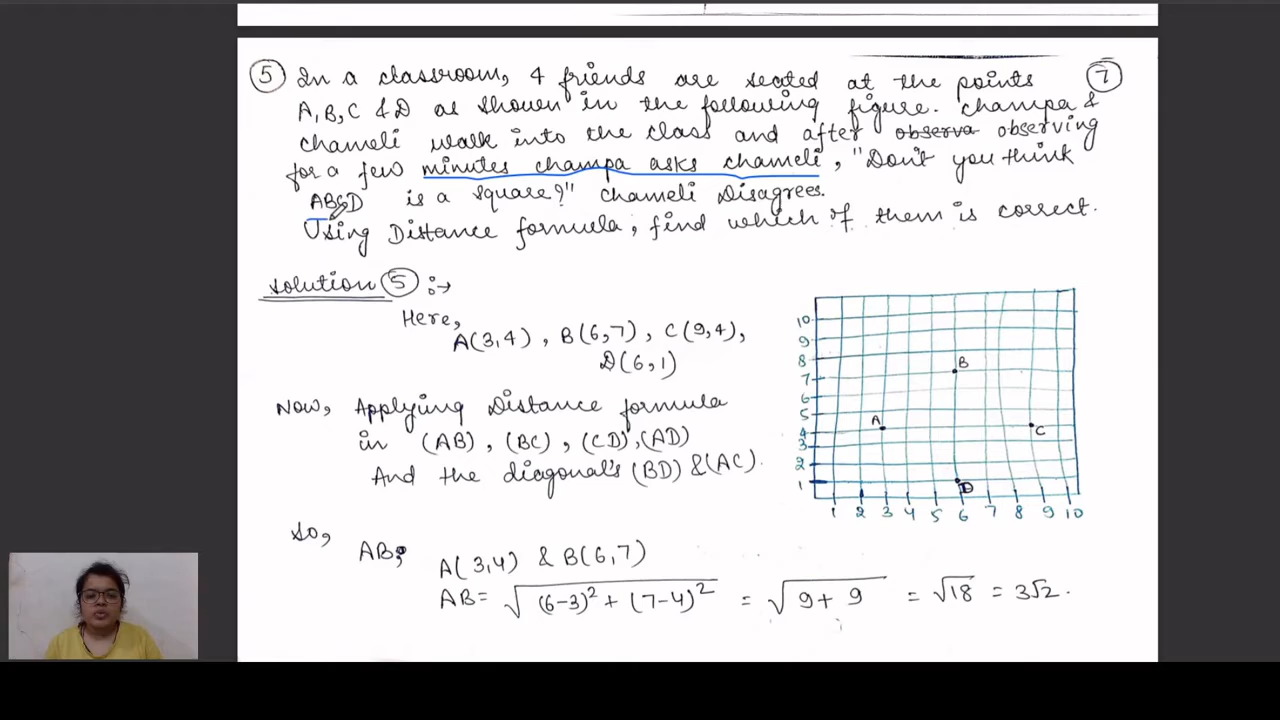 ⑤ In a classroom, 4 friends are seated at the points ⑦
A, B, C & D as shown in the following figure. Champa &
chameli walk into the class and after observa observing
for a few minutes champa asks chameli, "Don't you think
ABCD is a square?" chameli Disagrees.
Using Distance formula, find which of them is correct.
Solution ⑤ :→
Here,
A(3,4), B(6,7), C(9,4),
D(6,1)
Now, Applying Distance formula
in (AB), (BC), (CD), (AD)
And the diagonal's (BD) & (AC).
10
9
8
7
6
5
4
3
2
1
B
A
C
D
1 2 3 4 5 6 7 8 9 10
So,
AB; A(3,4) & B(6,7)
AB = √(6-3)² + (7-4)² = √9+9 = √18 = 3√2.